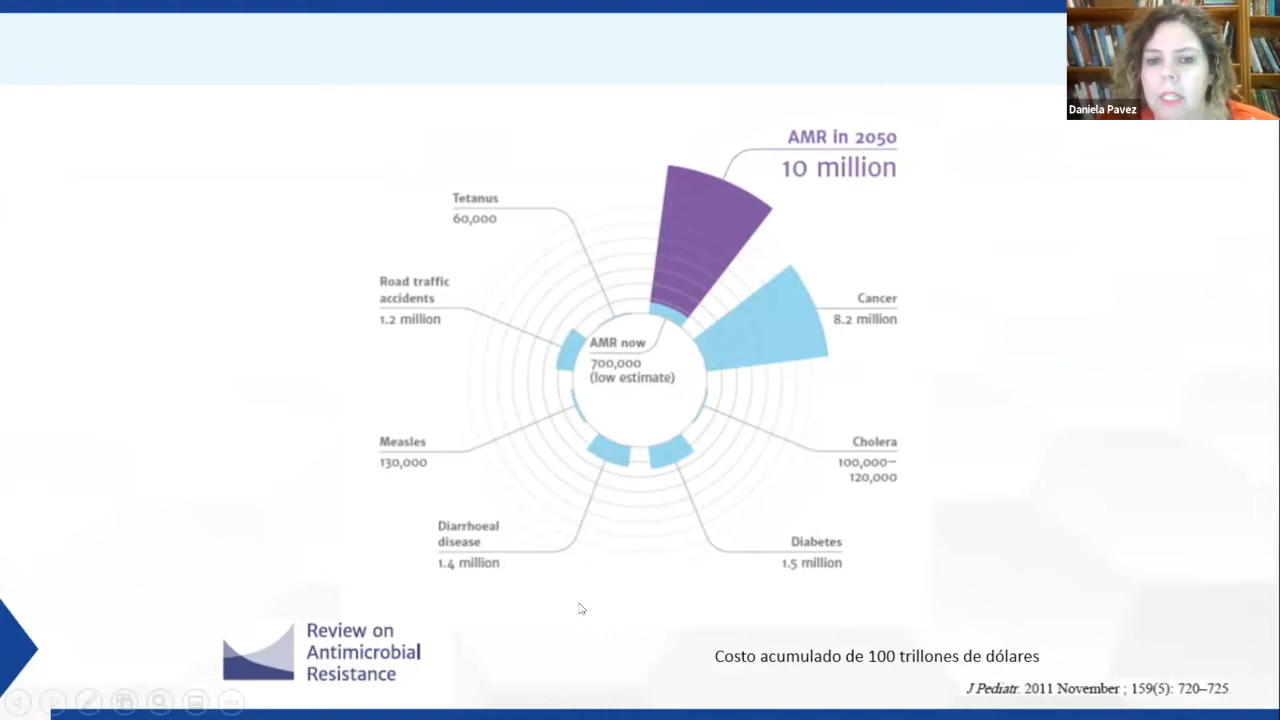 Daniela Pavez
AMR in 2050
10 million
Tetanus
60,000
Road traffic
accidents
1.2 million
Cancer
8.2 million
AMR now
700,000
(low estimate)
Measles
130,000
Cholera
100,000–
120,000
Diarrhoeal
disease
1.4 million
Diabetes
1.5 million
Review on
Antimicrobial
Resistance
Costo acumulado de 100 trillones de dólares
J Pediatr. 2011 November ; 159(5): 720–725